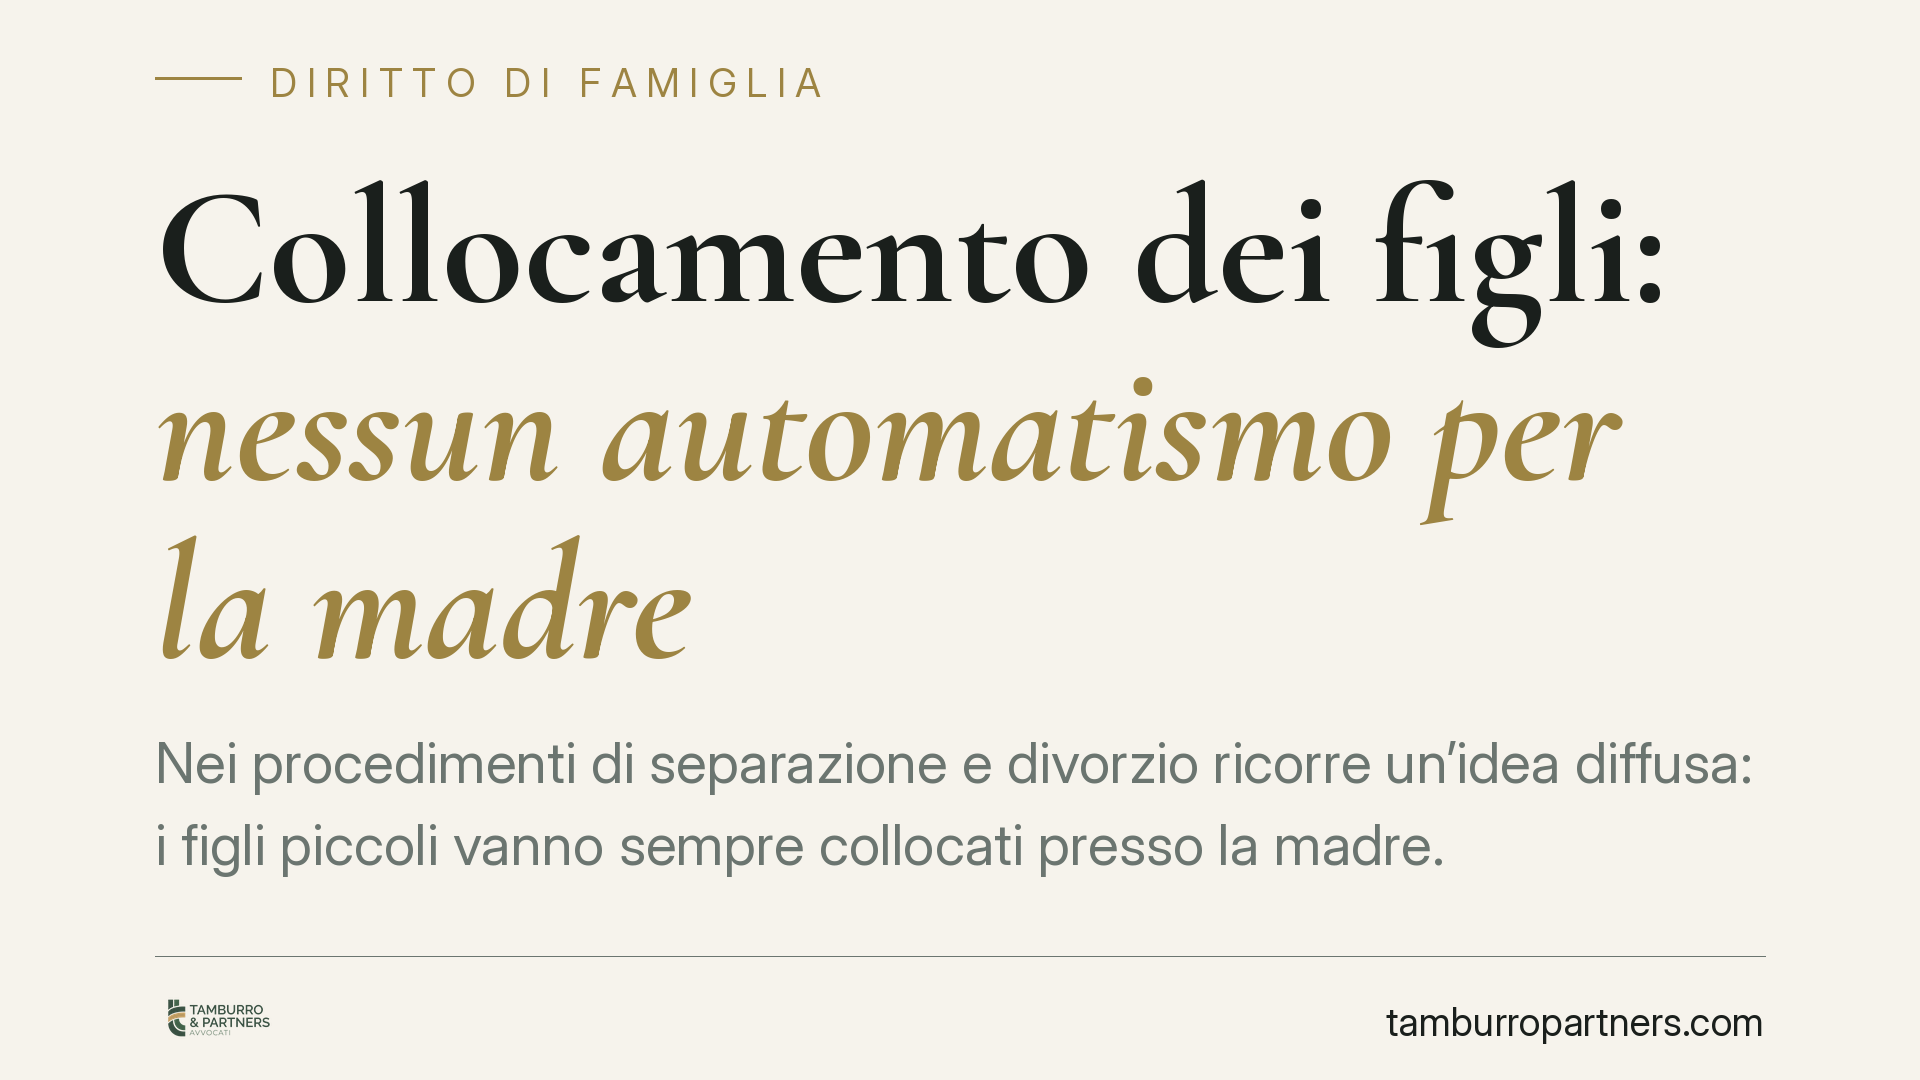 DIRITTO DI FAMIGLIA
Collocamento dei figli:
nessun automatismo per
la madre
Nei procedimenti di separazione e divorzio ricorre un’idea diffusa:
i figli piccoli vanno sempre collocati presso la madre.
TAMBURRO
& PARTNERS
AVVOCATI
tamburropartners.com